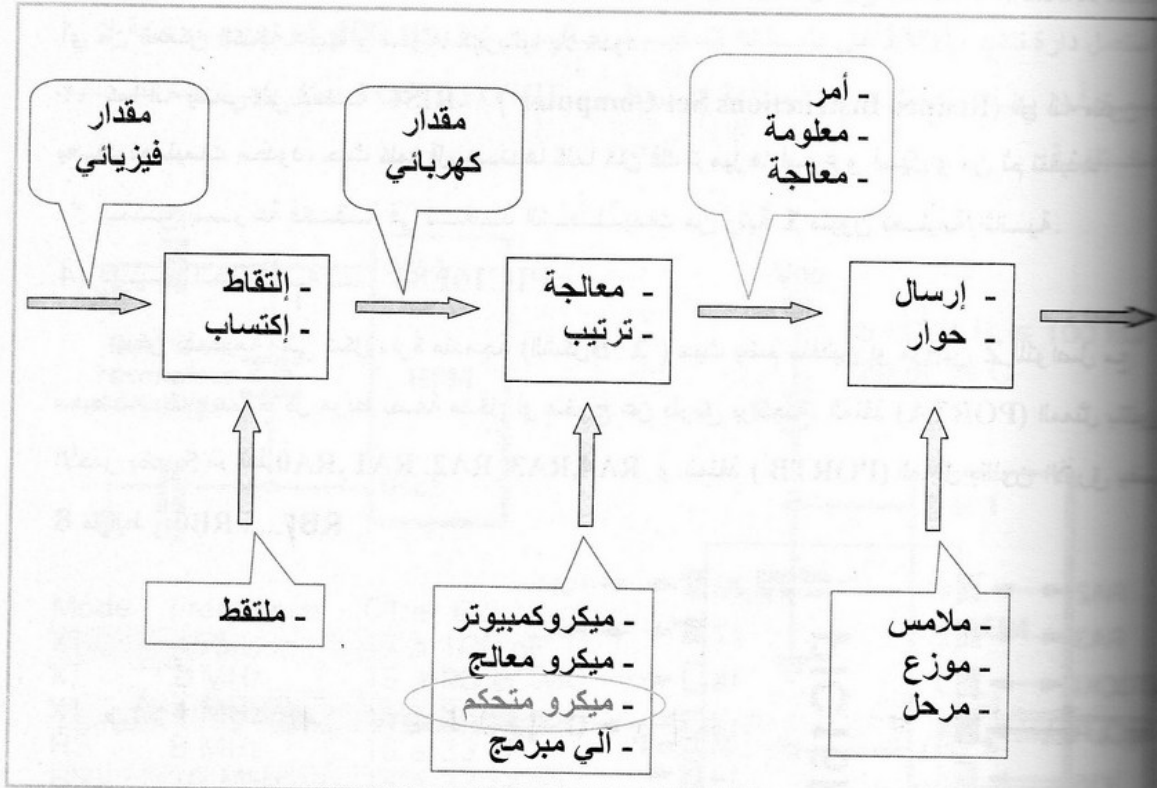 مقدار
فيزيائي
مقدار
كهربائي
- أمر
- معلومة
- معالجة
- إلتقاط
- إكتساب
- معالجة
- ترتيب
- إرسال
- حوار
- ملتقط
- ميكروكمبيوتر
- ميكرو معالج
- ميكرو متحكم
- آلي مبرمج
- ملامس
- موزع
- مرحل